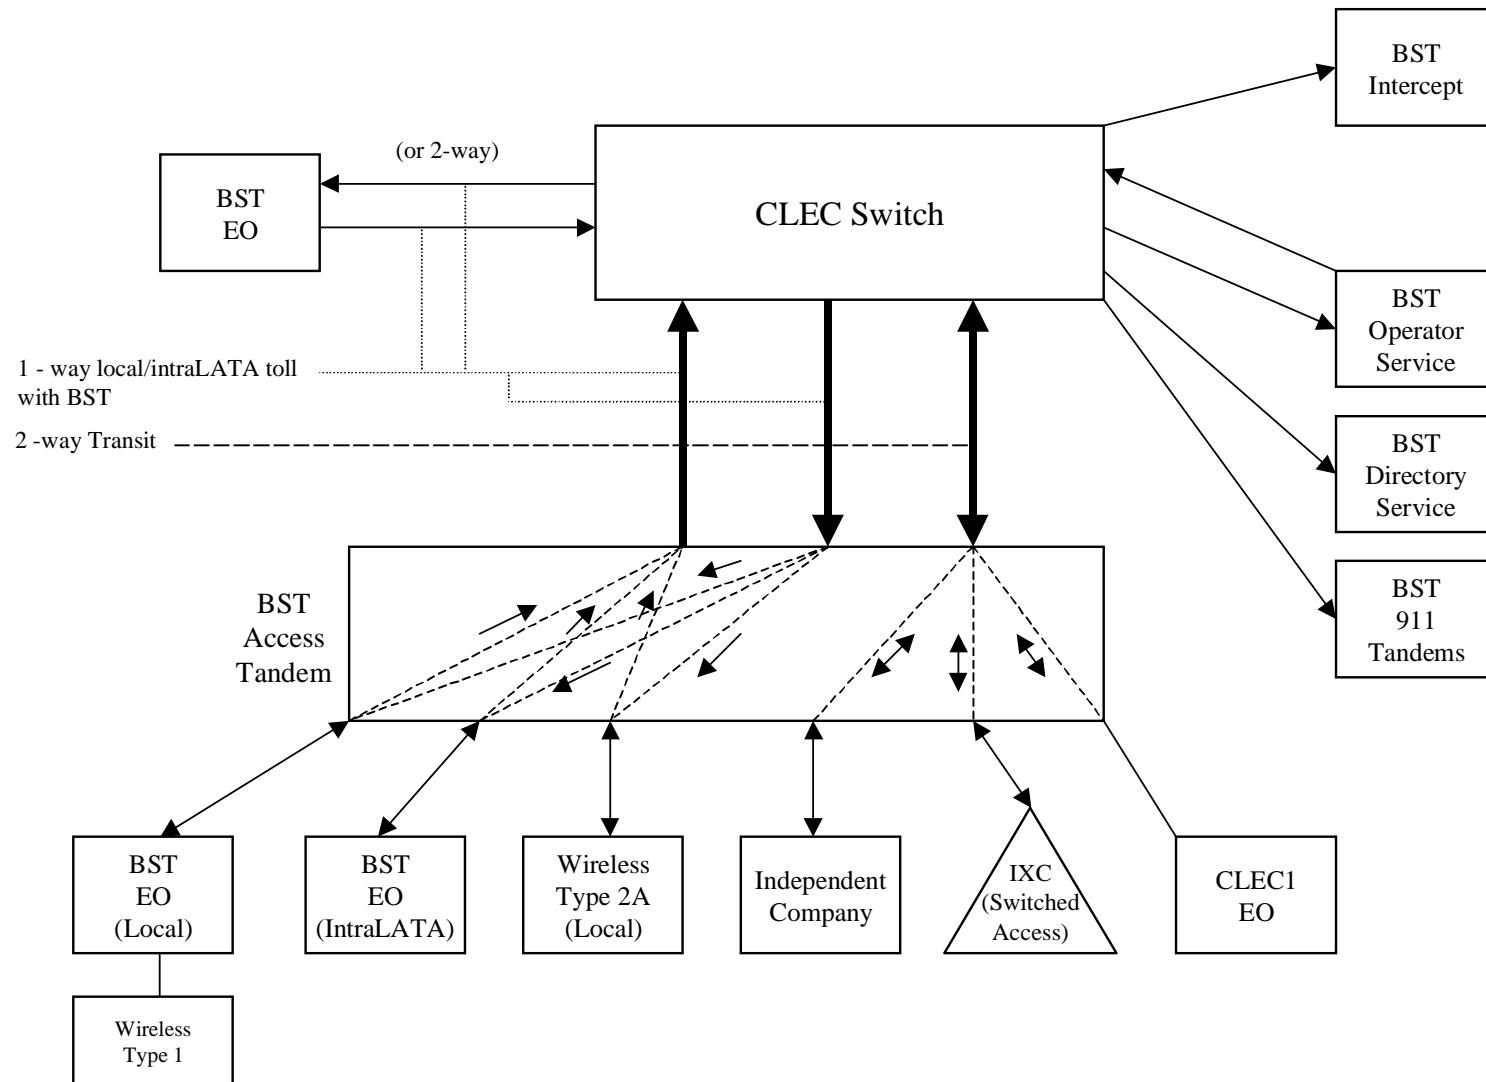 BST
Intercept
(or 2-way)
BST
EO
CLEC Switch
BST
Operator
Service
1 - way local/intraLATA toll
with BST
2 -way Transit
BST
Directory
Service
BST
911
Tandems
BST
Access
Tandem
BST
EO
(Local)
BST
EO
(IntraLATA)
Wireless
Type 2A
(Local)
Independent
Company
IXC
(Switched
Access)
CLEC1
EO
Wireless
Type 1